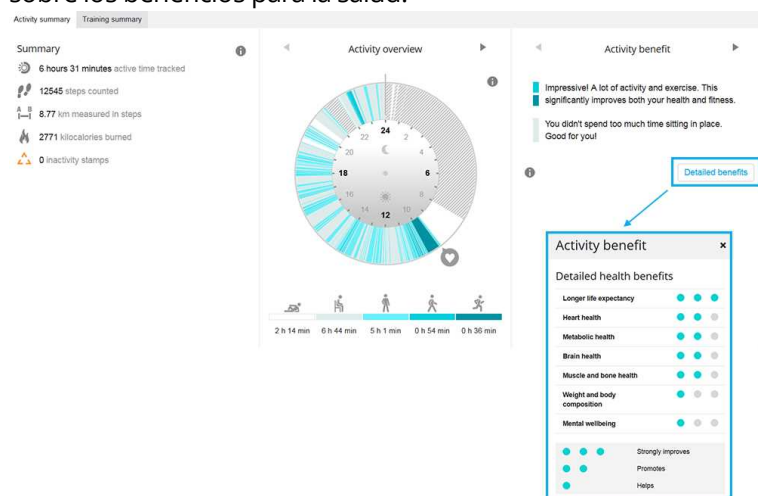 sobre los beneficios para la salud.
Activity summary Training summary
Summary
6 hours 31 minutes active time tracked
12545 steps counted
A B
8.77 km measured in steps
2771 kilocalories burned
0 inactivity stamps
Activity overview
24
22 2
20 4
18 6
16 8
14 10
12
2 h 14 min 6 h 44 min 5 h 1 min 0 h 54 min 0 h 36 min
Activity benefit
Impressive! A lot of activity and exercise. This
significantly improves both your health and fitness.
You didn't spend too much time sitting in place.
Good for you!
Detailed benefits
Activity benefit ×
Detailed health benefits
Longer life expectancy
Heart health
Metabolic health
Brain health
Muscle and bone health
Weight and body
composition
Mental wellbeing
Strongly improves
Promotes
Helps